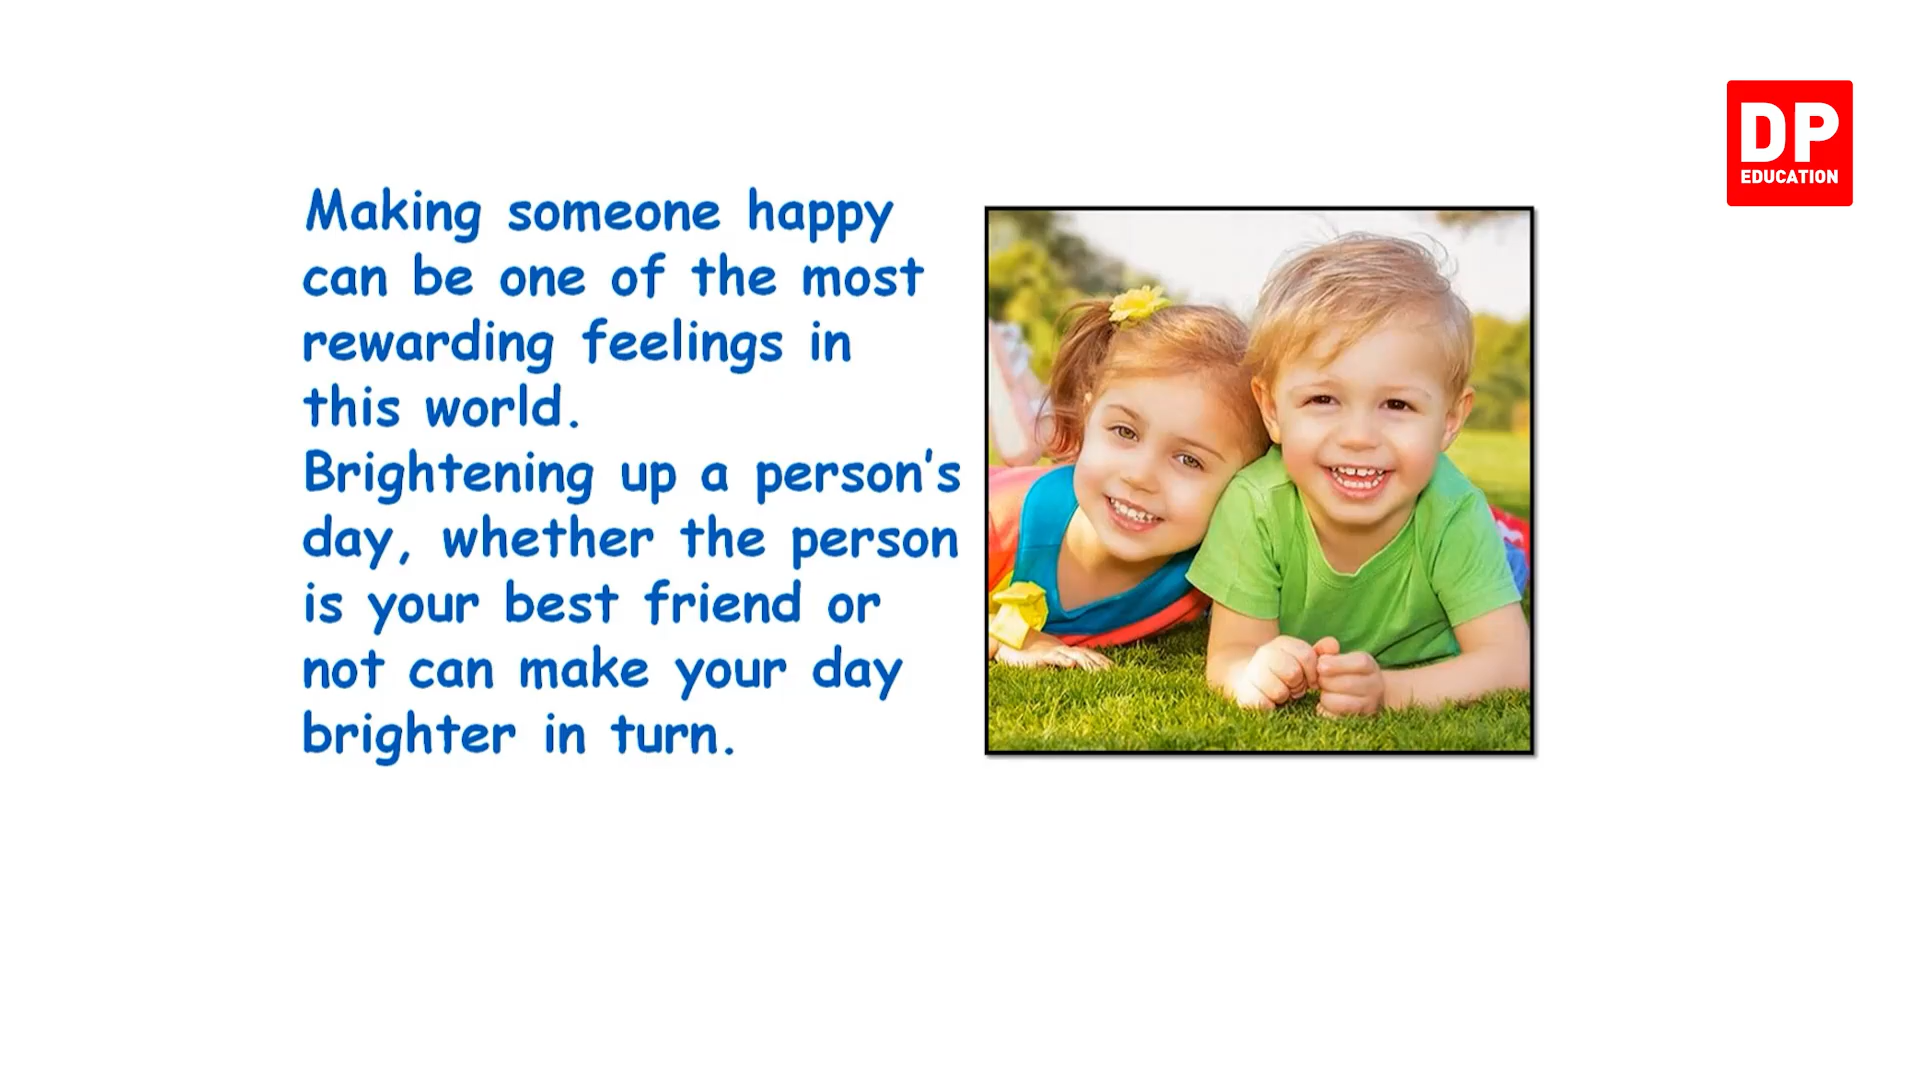 Making someone happy
can be one of the most
rewarding feelings in
this world.
Brightening up a person's
day, whether the person
is your best friend or
not can make your day
brighter in turn.
DP
EDUCATION